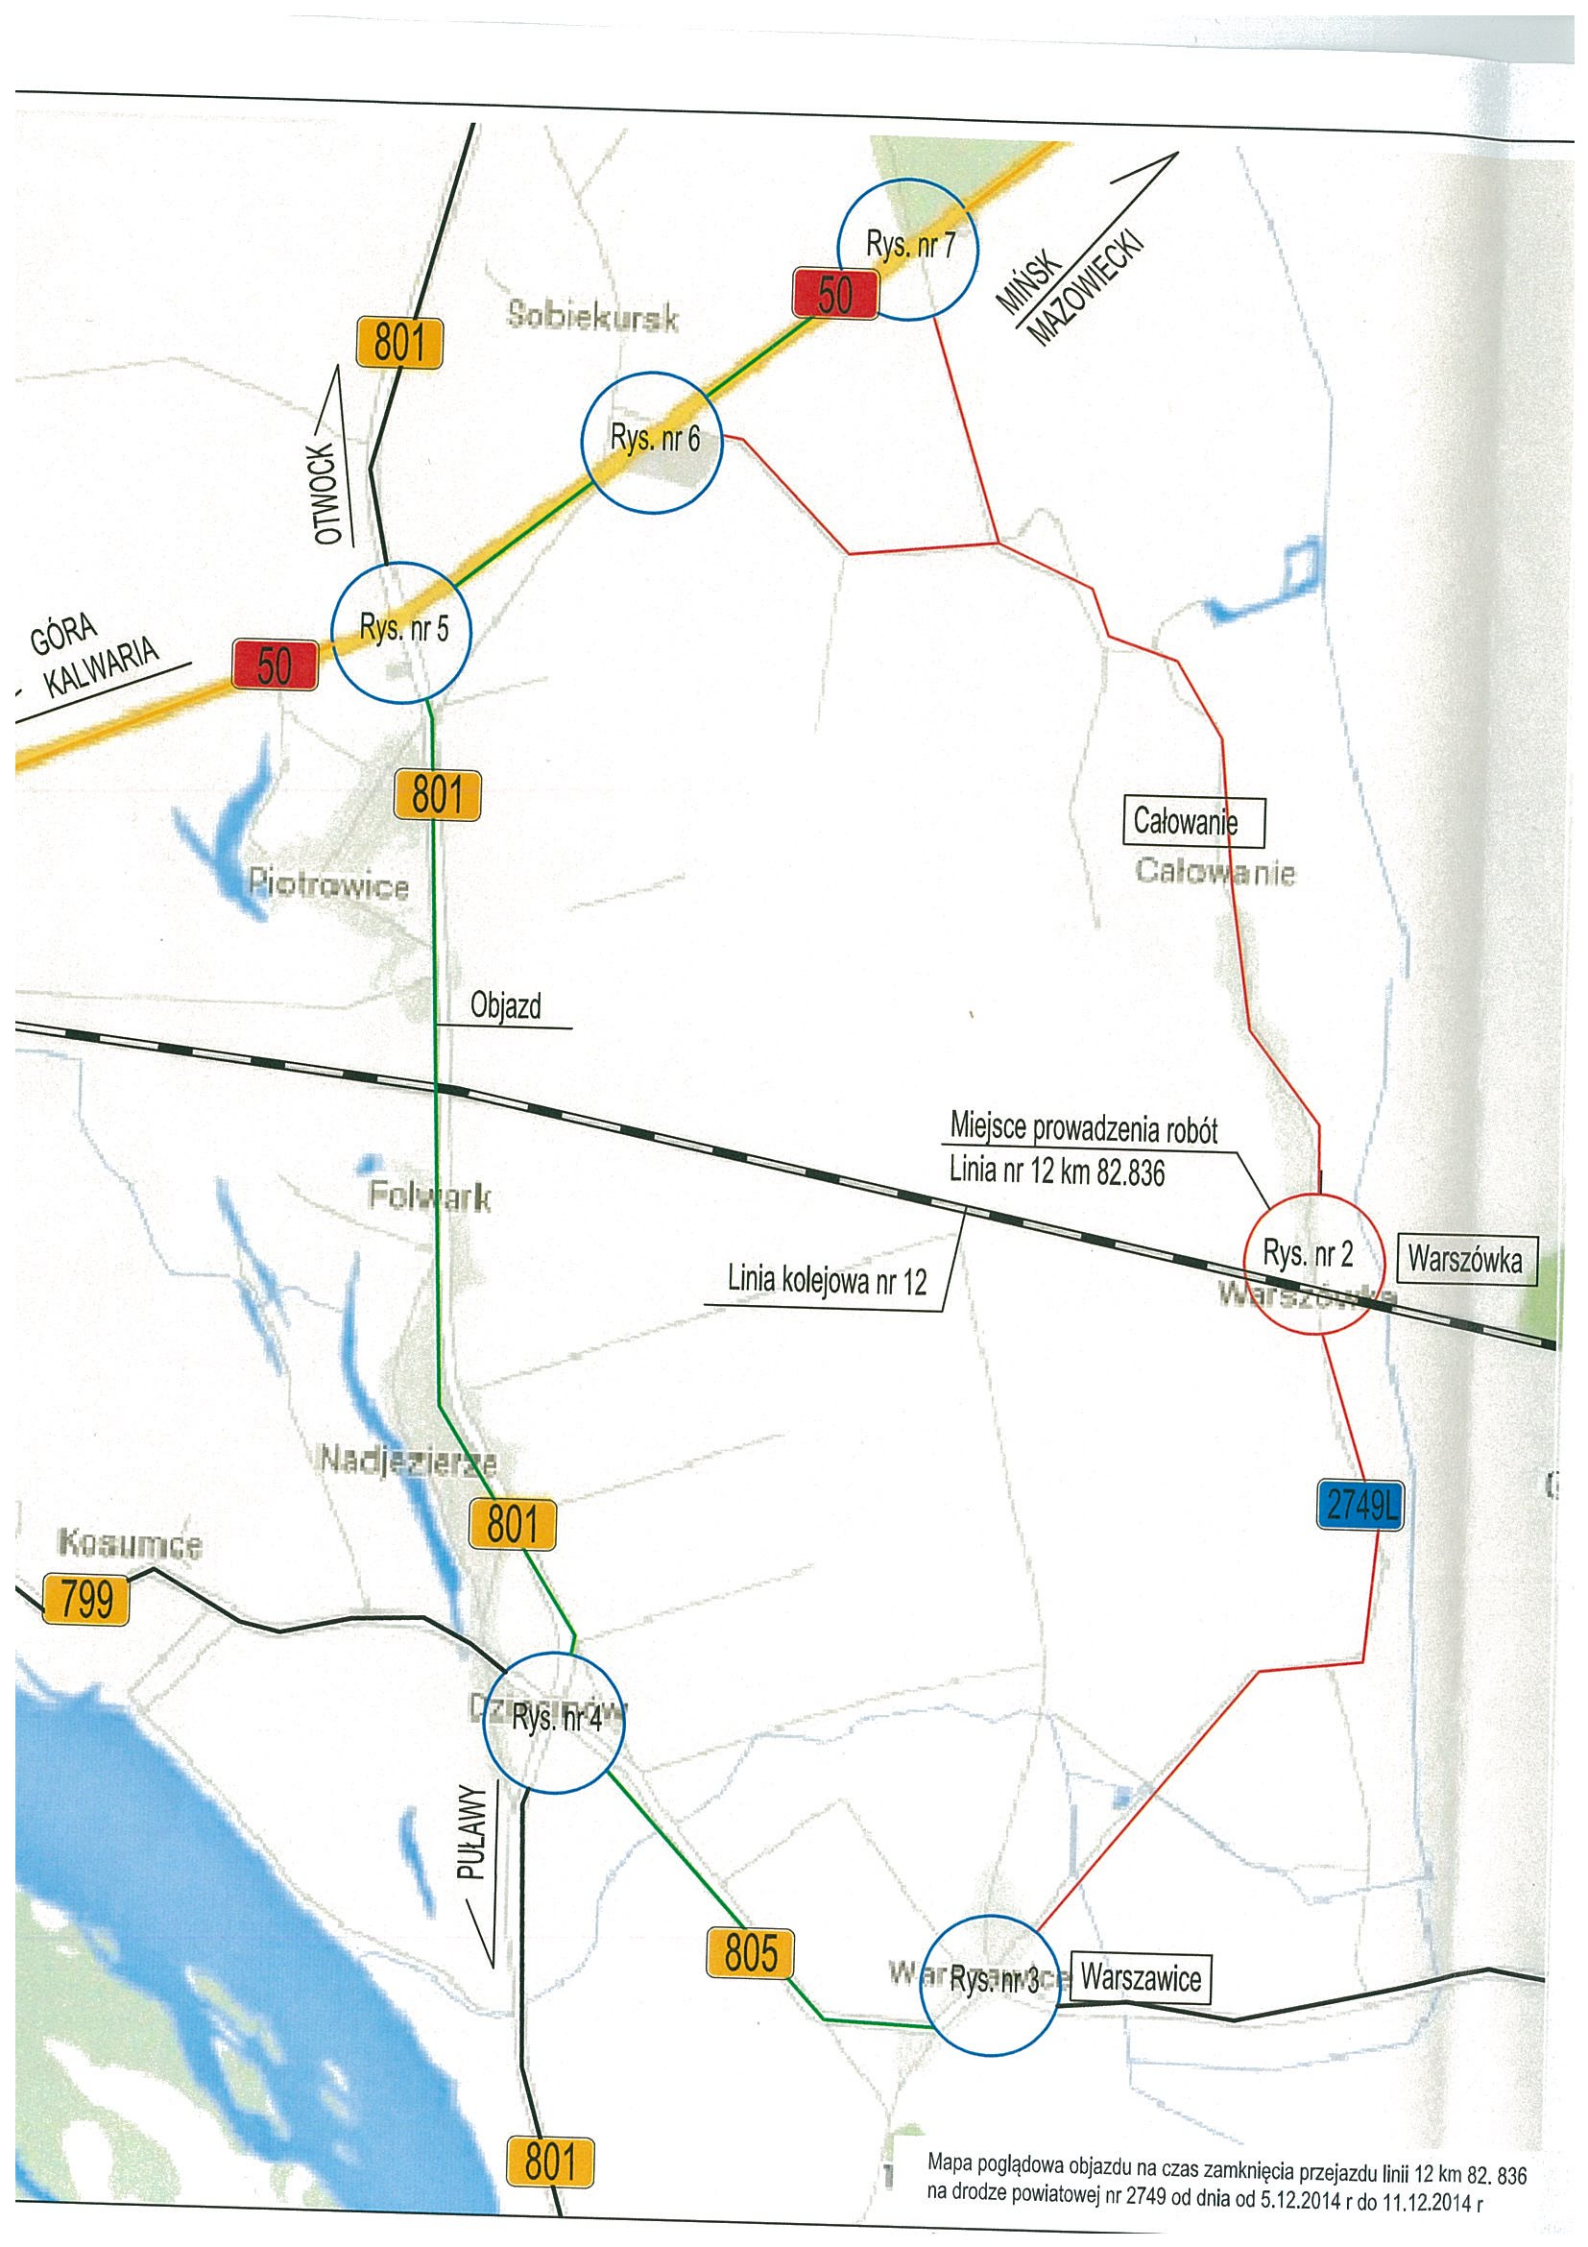 Rys. nr 7
50
MIŃSK
MAZOWIECKI
Sobiekursk
801
Rys. nr 6
OTWOCK
Rys. nr 5
GÓRA
KALWARIA
50
801
Całowanie
Całowanie
Piotrowice
Objazd
Miejsce prowadzenia robót
Linia nr 12 km 82.836
Folwark
Rys. nr 2
Warszówka
Warszówka
Linia kolejowa nr 12
Nadjezierze
2749L
801
Kosumce
799
Dziecinów
Rys. nr 4
PUŁAWY
805
Warszawice
Rys. nr 3
Warszawice
801
Mapa poglądowa objazdu na czas zamknięcia przejazdu linii 12 km 82. 836
na drodze powiatowej nr 2749 od dnia od 5.12.2014 r do 11.12.2014 r